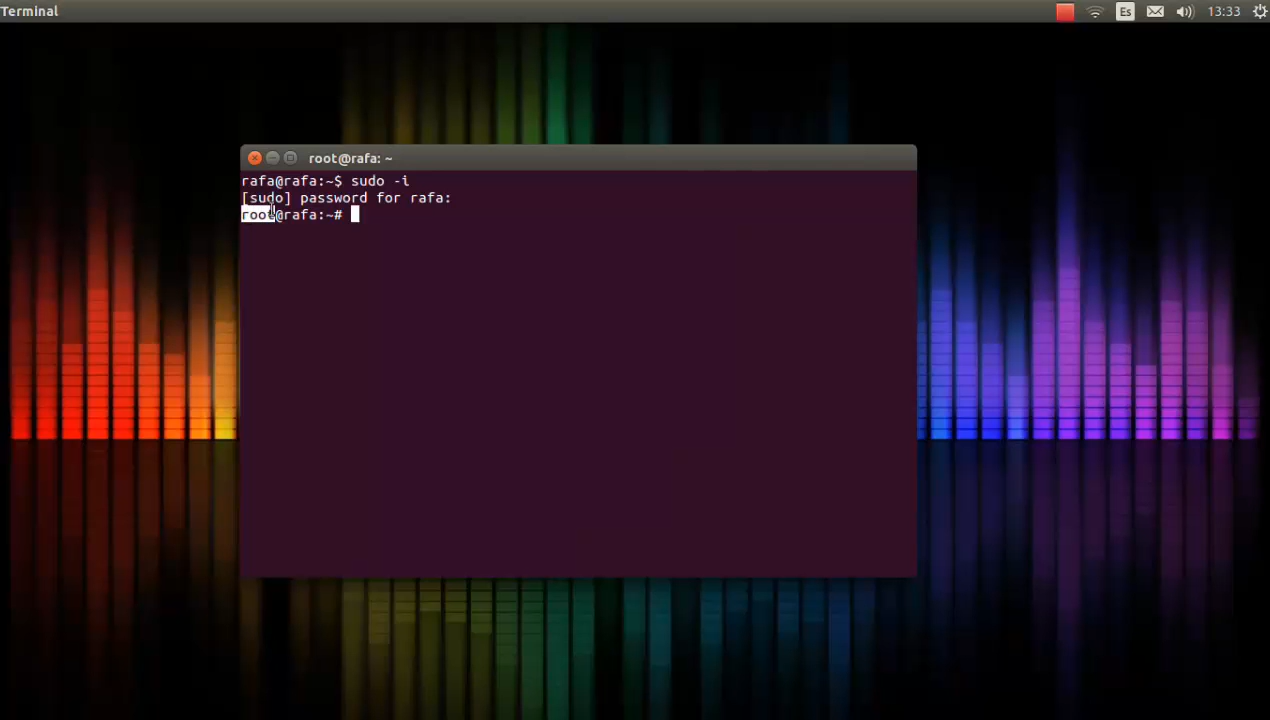 Terminal
Es
13:33
root@rafa: ~
rafa@rafa:~$ sudo -i
[sudo] password for rafa:
root@rafa:~#